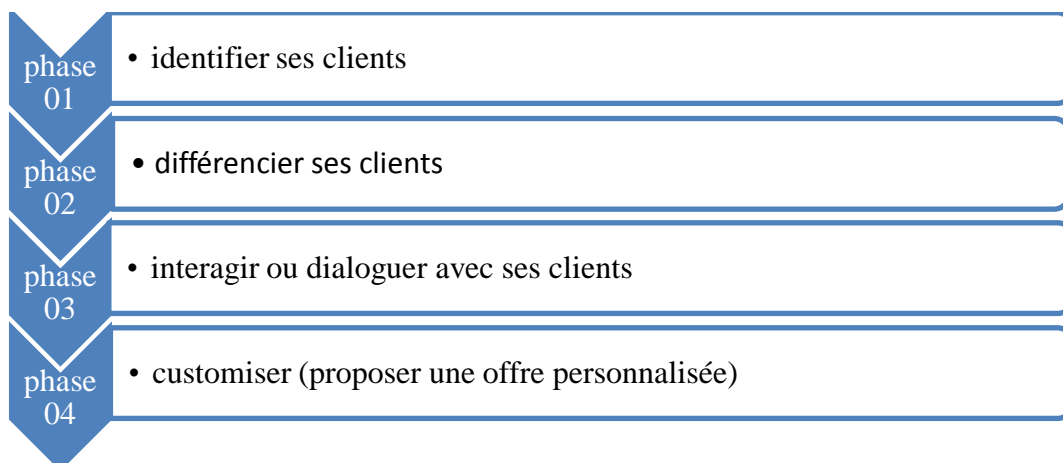 phase
01
• identifier ses clients
phase
02
• différencier ses clients
phase
03
• interagir ou dialoguer avec ses clients
phase
04
• customiser (proposer une offre personnalisée)